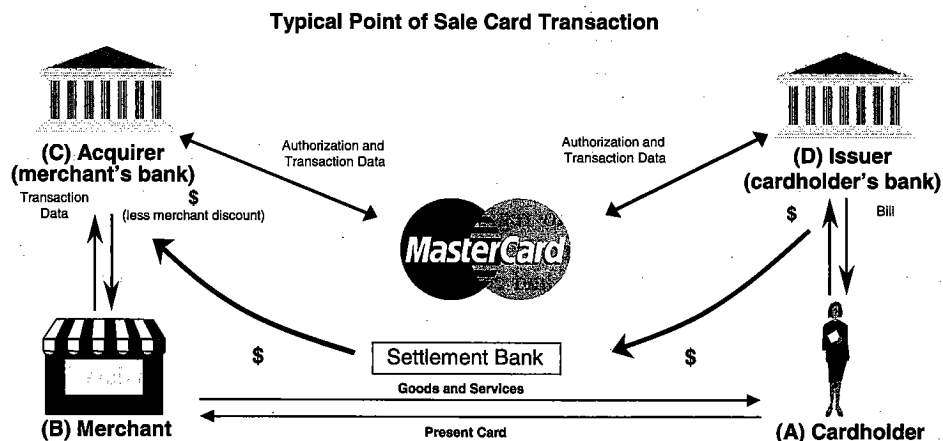 Typical Point of Sale Card Transaction
(C) Acquirer
(merchant's bank)
Authorization and
Transaction Data
Authorization and
Transaction Data
(D) Issuer
(cardholder's bank)
Transaction
Data
$
(less merchant discount)
MasterCard
$
Bill
$
Settlement Bank
$
Goods and Services
(B) Merchant
Present Card
(A) Cardholder